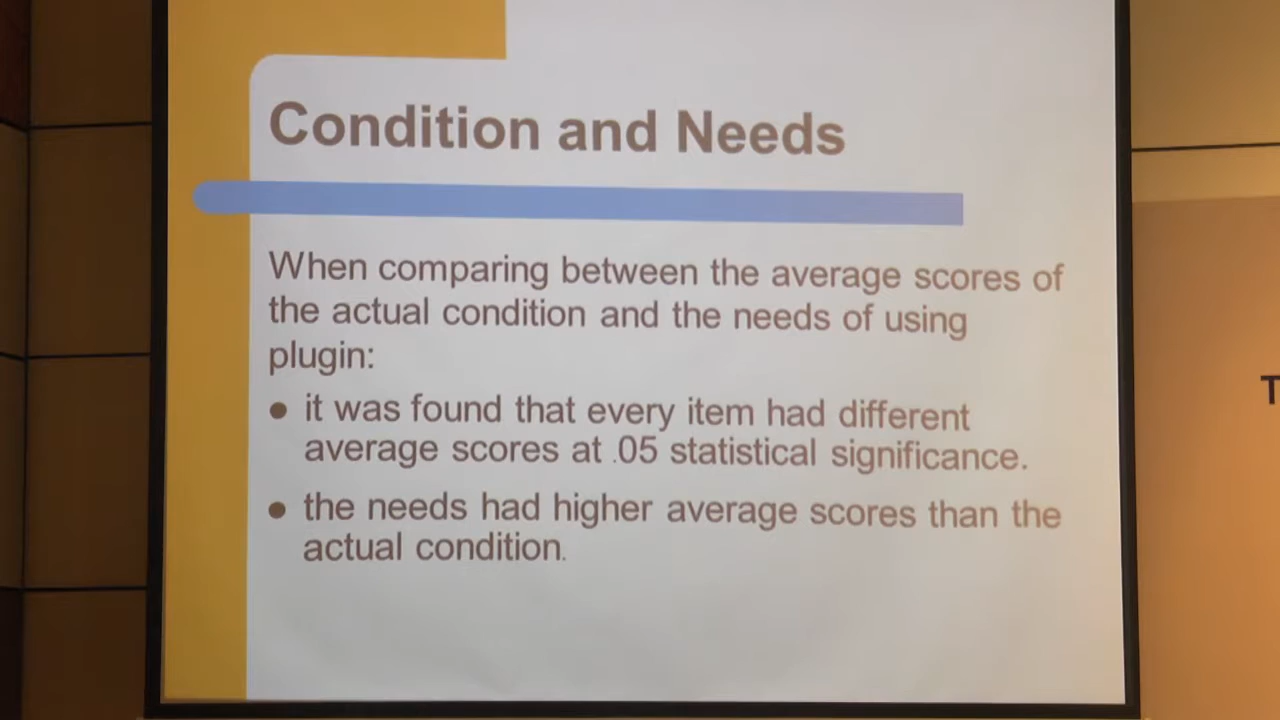 Condition and Needs
When comparing between the average scores of
the actual condition and the needs of using
plugin:
● it was found that every item had different
average scores at .05 statistical significance.
● the needs had higher average scores than the
actual condition.
T